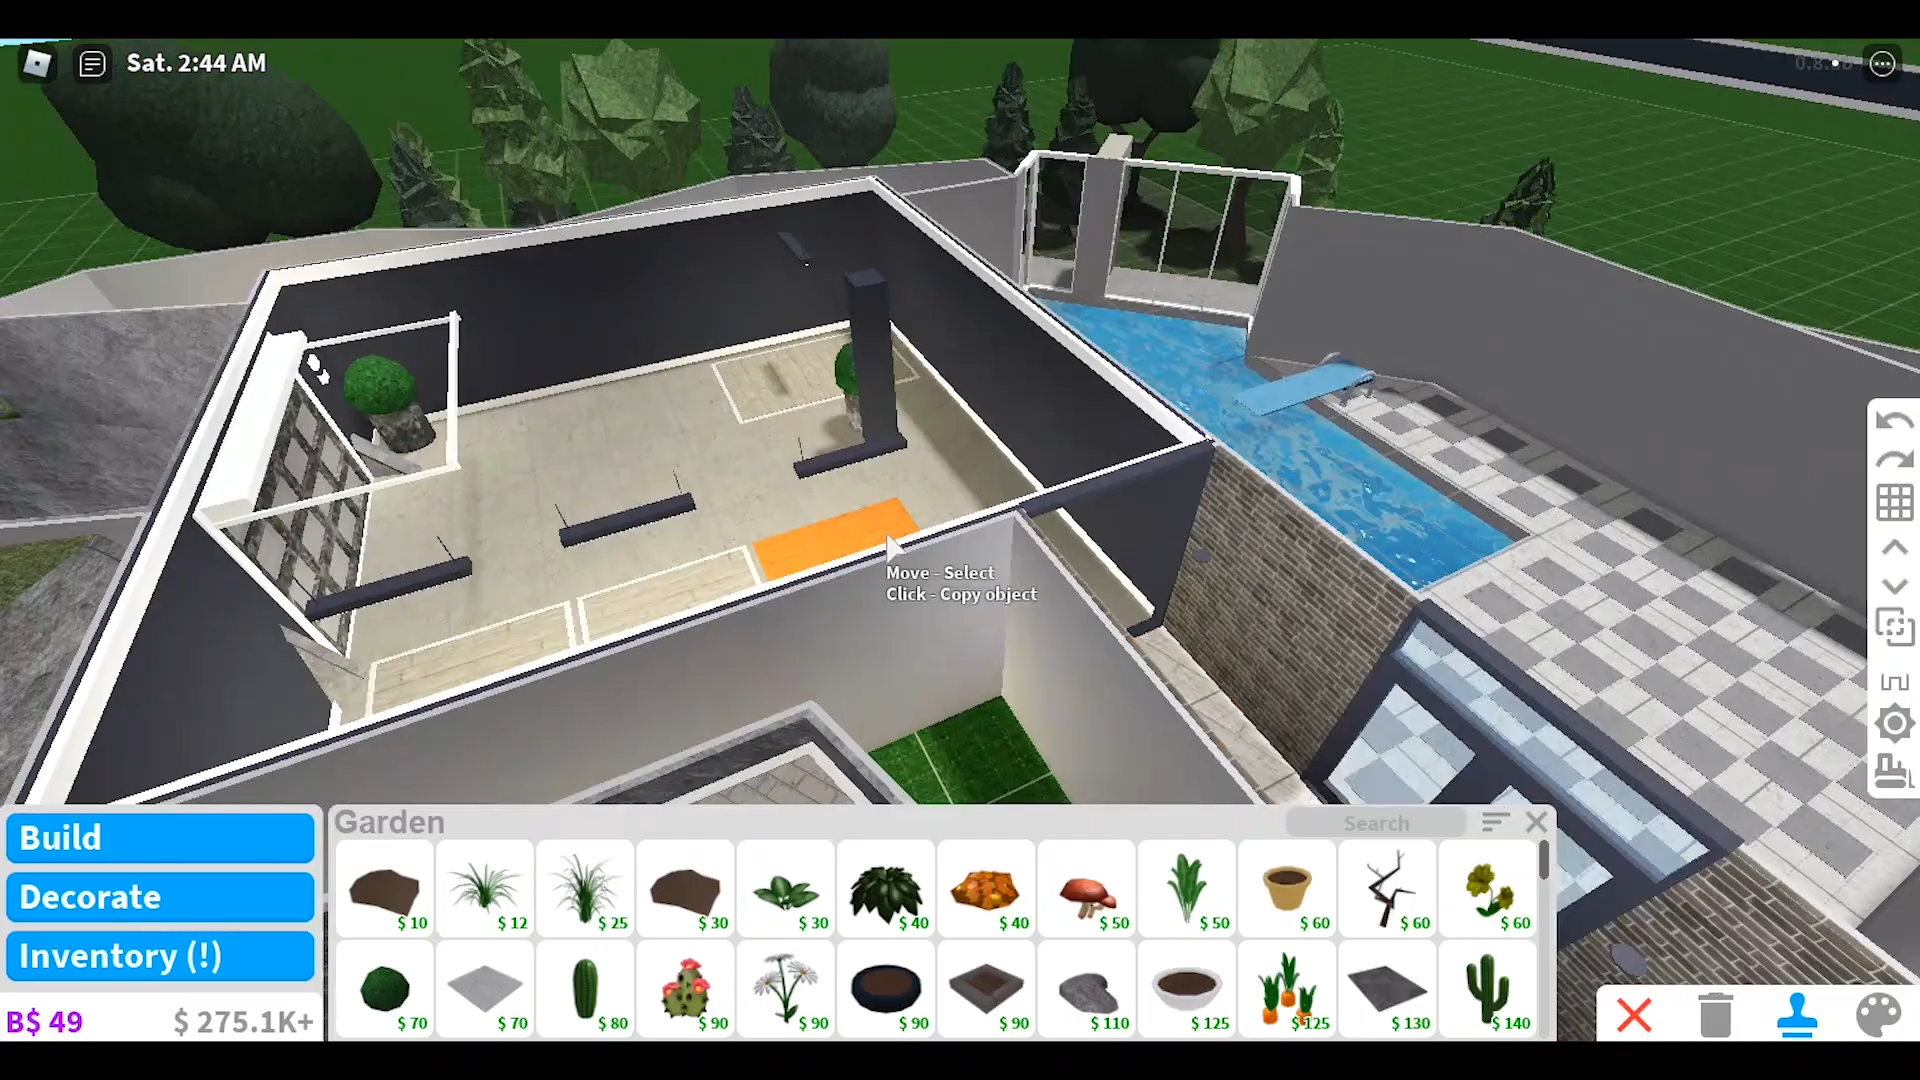 Sat. 2:44 AM
Move - Select
Click - Copy object
Build
Decorate
Inventory (!)
B$ 49
$ 275.1K+
Garden
Search
$ 10
$ 12
$ 25
$ 30
$ 30
$ 40
$ 40
$ 50
$ 50
$ 60
$ 60
$ 60
$ 70
$ 70
$ 80
$ 90
$ 90
$ 90
$ 90
$ 110
$ 125
$ 125
$ 130
$ 140